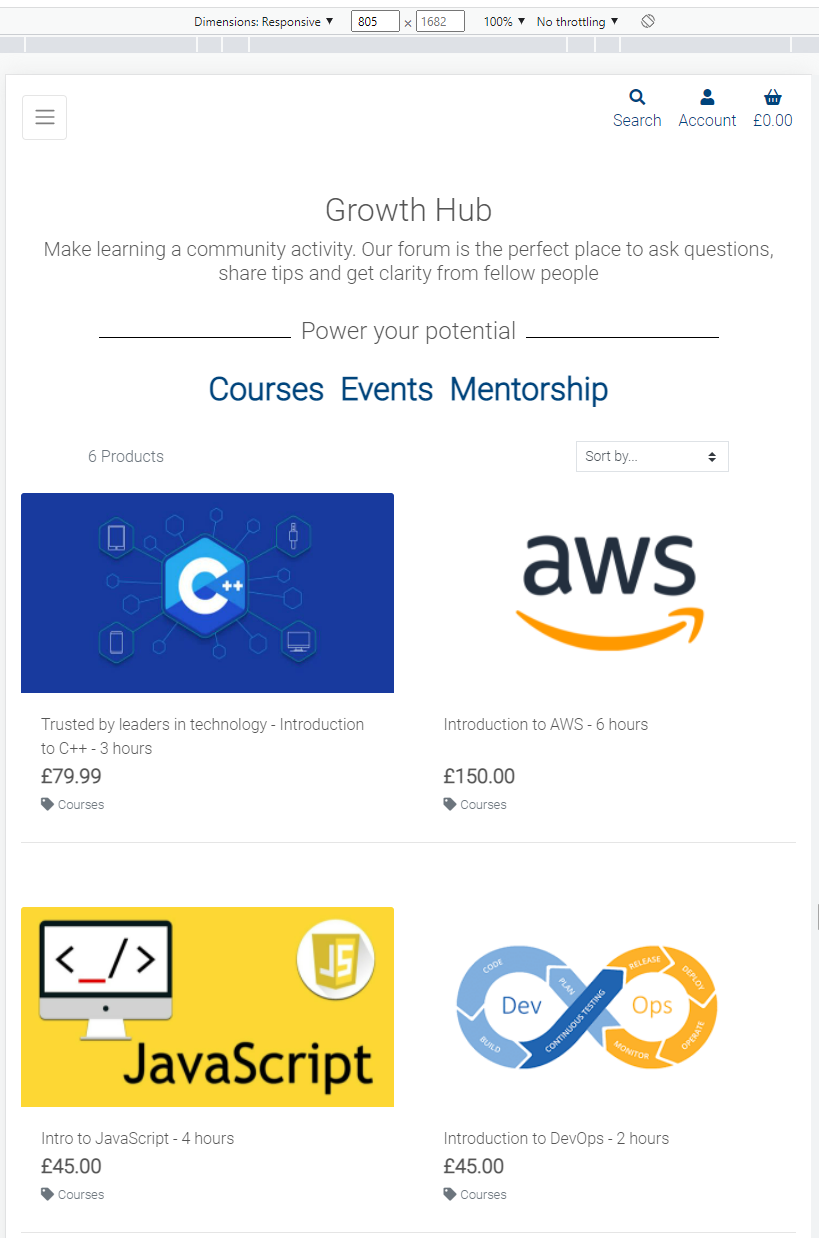 Dimensions: Responsive ▼ 805 × 1682 100% ▼ No throttling ▼
Search Account £0.00
Growth Hub
Make learning a community activity. Our forum is the perfect place to ask questions,
share tips and get clarity from fellow people
Power your potential
Courses Events Mentorship
6 Products Sort by...
C++
aws
Trusted by leaders in technology - Introduction
to C++ - 3 hours
£79.99
Courses
Introduction to AWS - 6 hours
£150.00
Courses
<_/>
JS
JavaScript
CODE
BUILD
Dev
PLAN
CONTINUOUS TESTING
Ops
RELEASE
DEPLOY
OPERATE
MONITOR
Intro to JavaScript - 4 hours
£45.00
Courses
Introduction to DevOps - 2 hours
£45.00
Courses